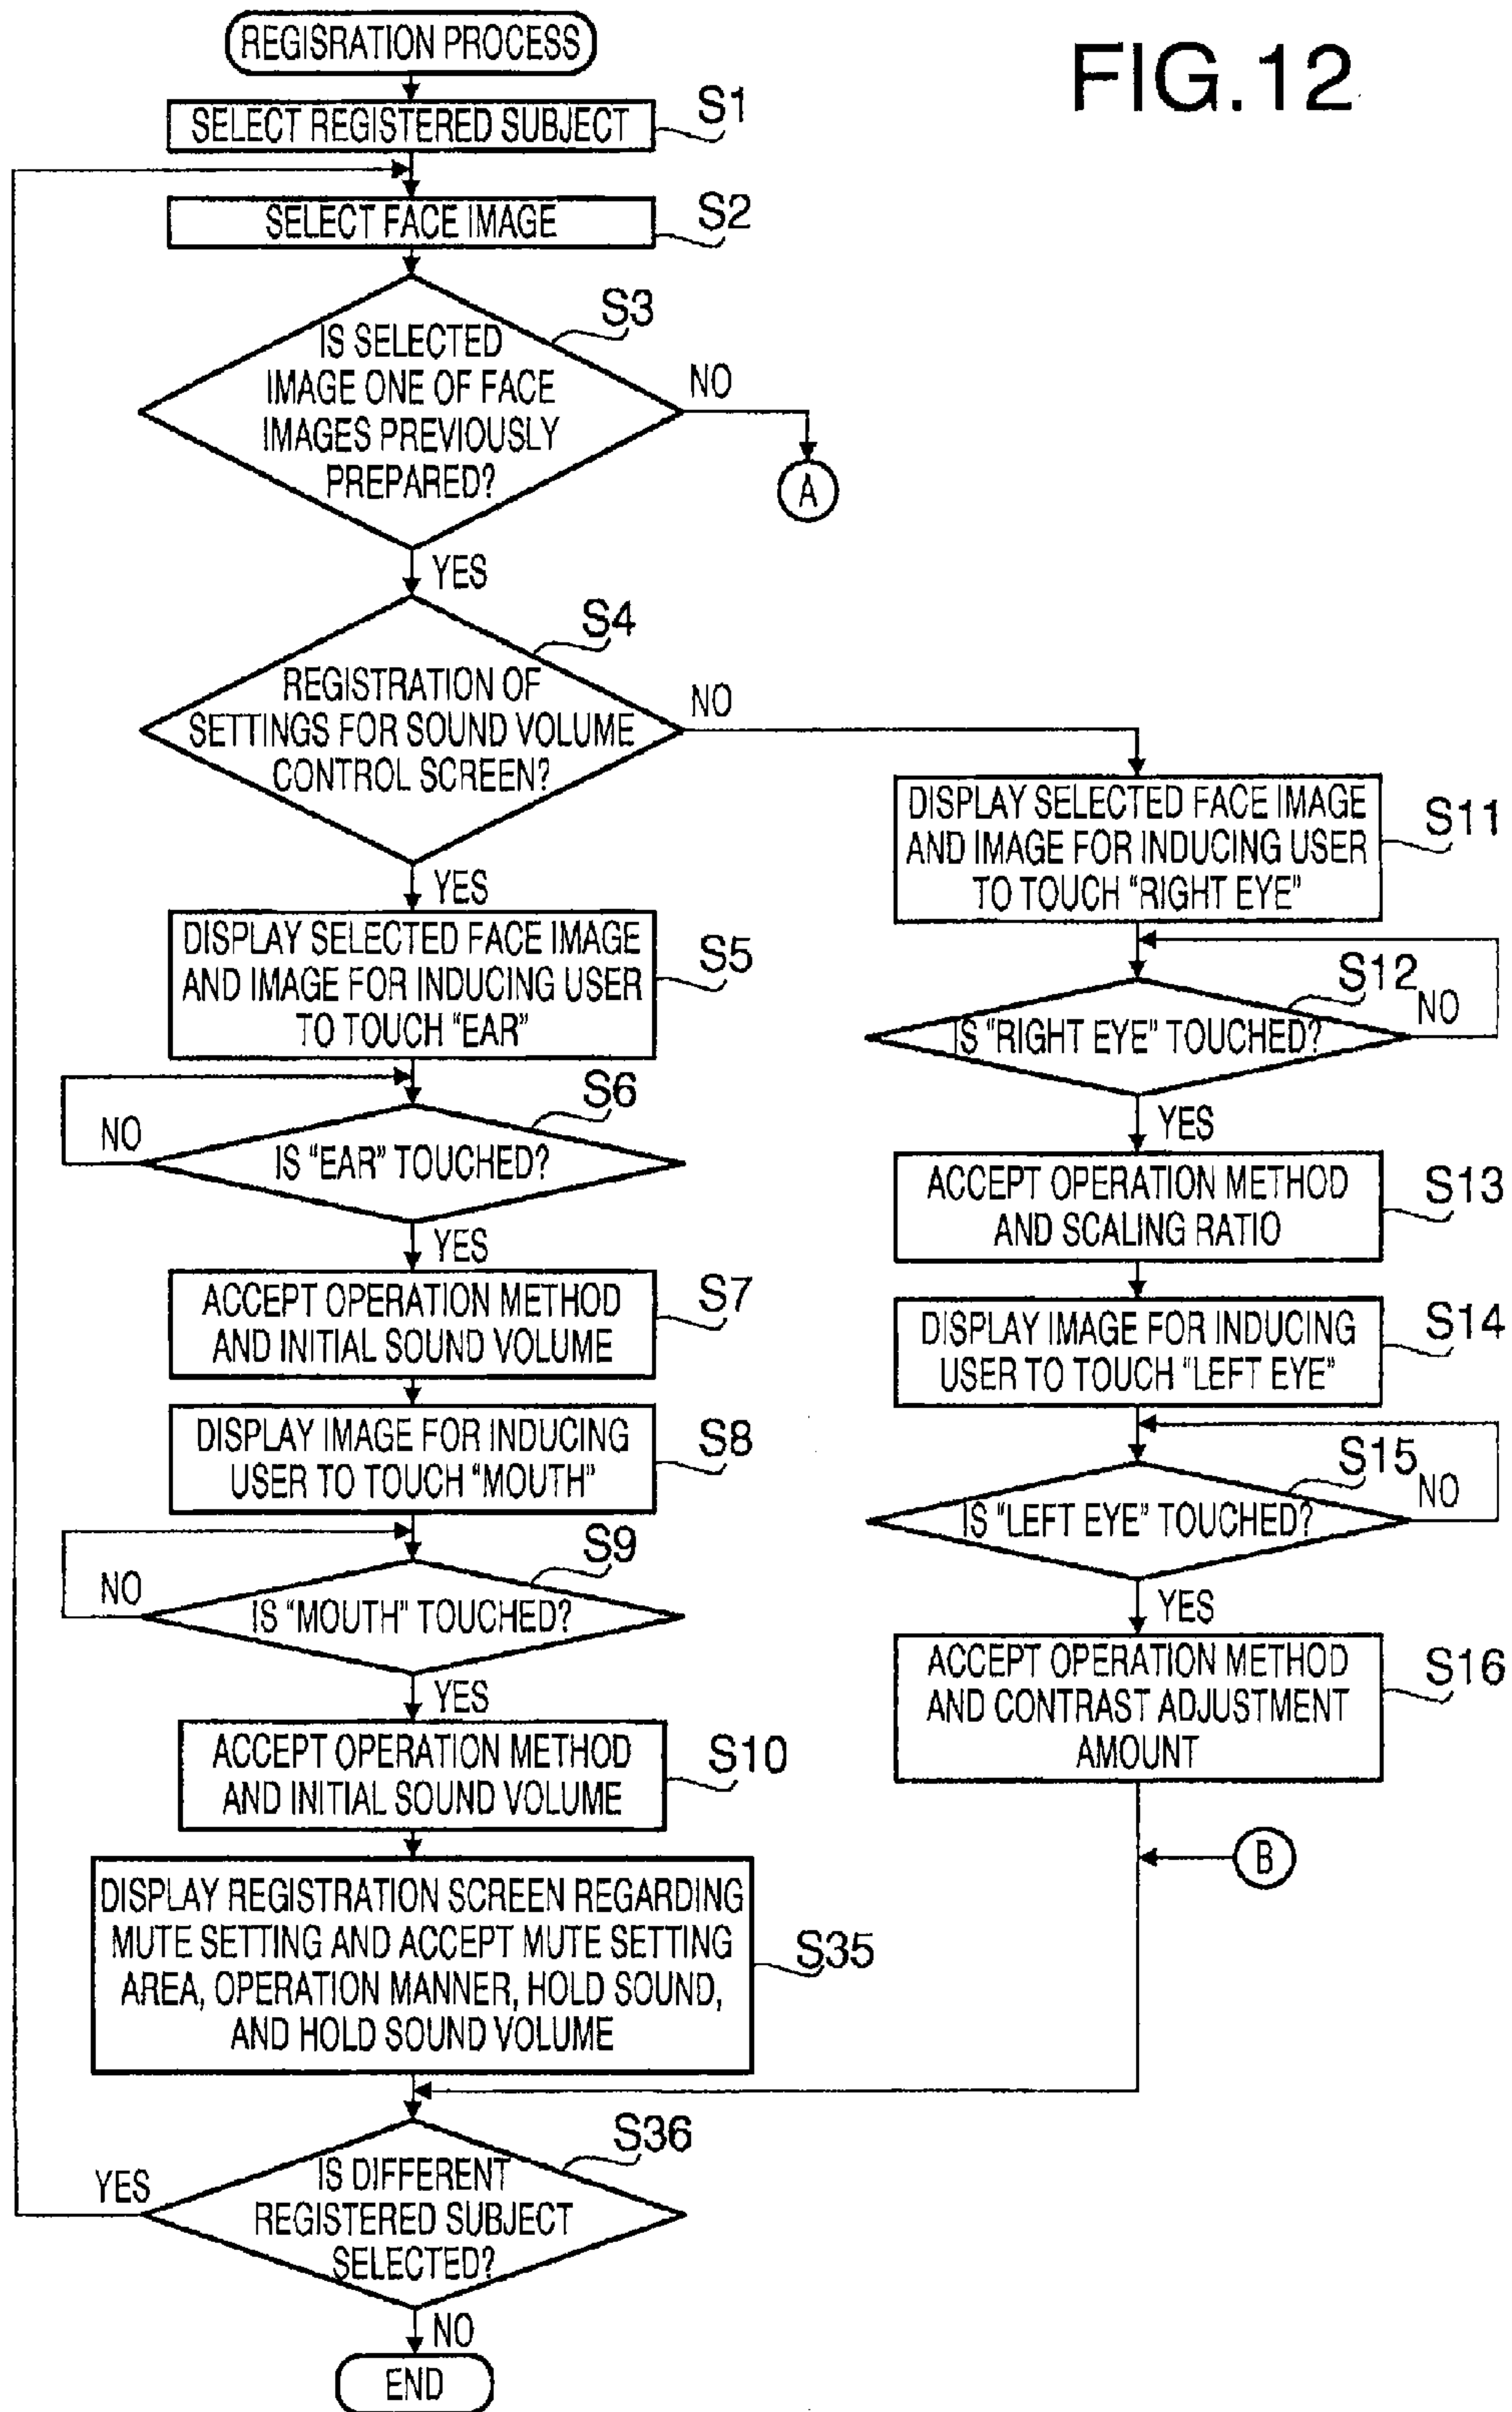 REGISRATION PROCESS
FIG.12
SELECT REGISTERED SUBJECT
S1
SELECT FACE IMAGE
S2
S3
IS SELECTED
IMAGE ONE OF FACE
IMAGES PREVIOUSLY
PREPARED?
NO
A
YES
S4
REGISTRATION OF
SETTINGS FOR SOUND VOLUME
CONTROL SCREEN?
NO
YES
DISPLAY SELECTED FACE IMAGE
AND IMAGE FOR INDUCING USER
TO TOUCH "EAR"
S5
S6
NO
IS "EAR" TOUCHED?
YES
ACCEPT OPERATION METHOD
AND INITIAL SOUND VOLUME
S7
DISPLAY IMAGE FOR INDUCING
USER TO TOUCH "MOUTH"
S8
S9
NO
IS "MOUTH" TOUCHED?
YES
ACCEPT OPERATION METHOD
AND INITIAL SOUND VOLUME
S10
DISPLAY REGISTRATION SCREEN REGARDING
MUTE SETTING AND ACCEPT MUTE SETTING
AREA, OPERATION MANNER, HOLD SOUND,
AND HOLD SOUND VOLUME
S35
DISPLAY SELECTED FACE IMAGE
AND IMAGE FOR INDUCING USER
TO TOUCH "RIGHT EYE"
S11
S12
NO
IS "RIGHT EYE" TOUCHED?
YES
ACCEPT OPERATION METHOD
AND SCALING RATIO
S13
DISPLAY IMAGE FOR INDUCING
USER TO TOUCH "LEFT EYE"
S14
S15
NO
IS "LEFT EYE" TOUCHED?
YES
ACCEPT OPERATION METHOD
AND CONTRAST ADJUSTMENT
AMOUNT
S16
B
S36
YES
IS DIFFERENT
REGISTERED SUBJECT
SELECTED?
NO
END